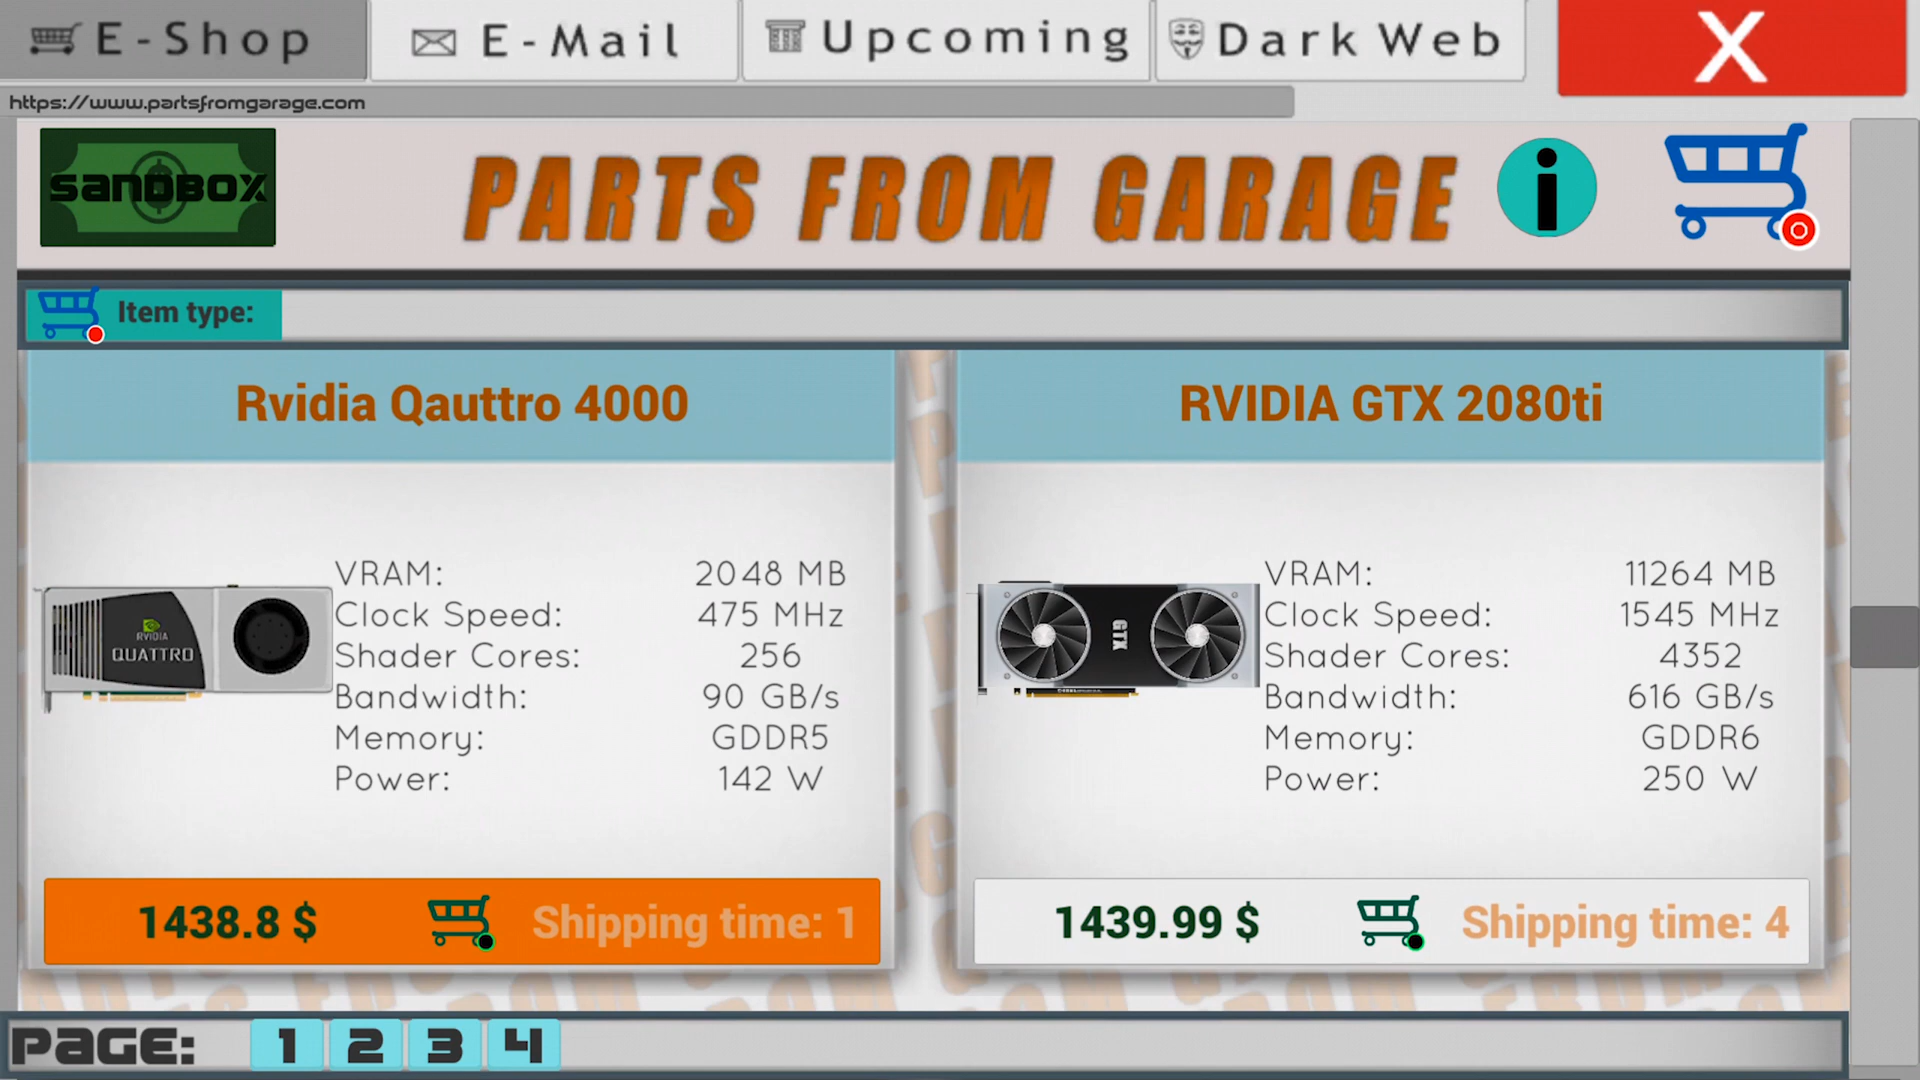 E-Shop
E-Mail
Upcoming
Dark Web
X
https://www.partsfromgarage.com
SANDBOX
PARTS FROM GARAGE
i
Item type:
Rvidia Qauttro 4000
RVIDIA
QUATTRO
VRAM: 2048 MB
Clock Speed: 475 MHz
Shader Cores: 256
Bandwidth: 90 GB/s
Memory: GDDR5
Power: 142 W
1438.8 $
Shipping time: 1
RVIDIA GTX 2080ti
GTX
VRAM: 11264 MB
Clock Speed: 1545 MHz
Shader Cores: 4352
Bandwidth: 616 GB/s
Memory: GDDR6
Power: 250 W
1439.99 $
Shipping time: 4
PAGE: 1 2 3 4